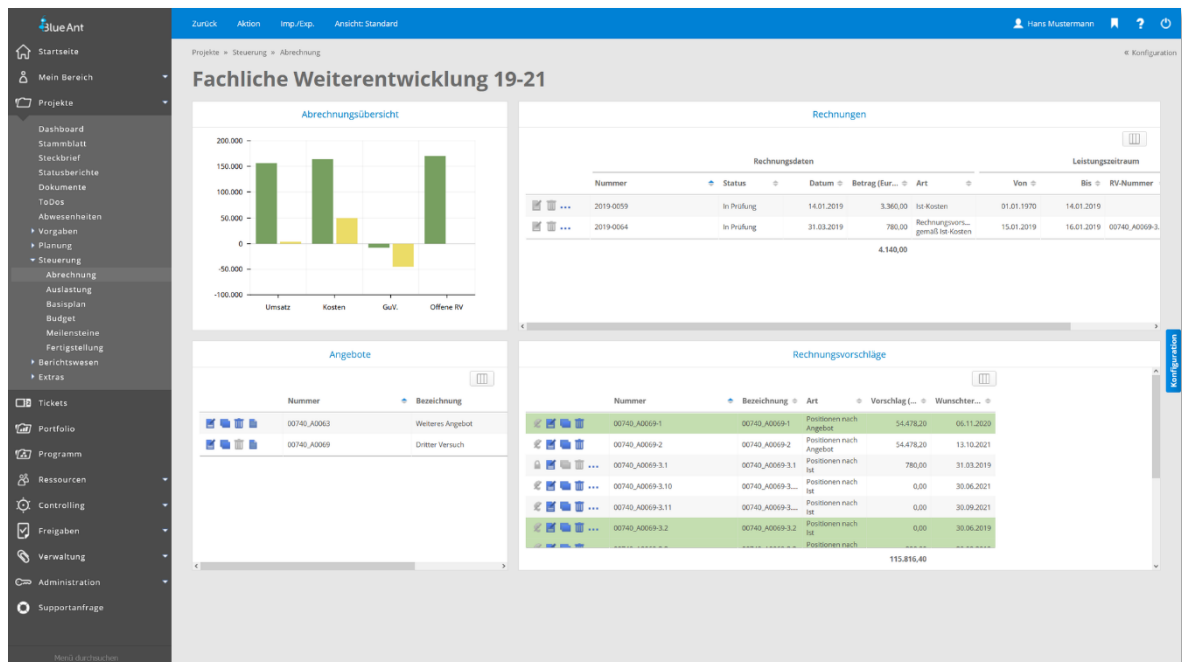 BlueAnt
Zurück Aktion Imp./Exp. Ansicht: Standard
Hans Mustermann ?
Startseite
Mein Bereich
Projekte
Dashboard
Stammblatt
Steckbrief
Statusberichte
Dokumente
ToDos
Abwesenheiten
Vorgaben
Planung
Steuerung
Abrechnung
Auslastung
Basisplan
Budget
Meilensteine
Fertigstellung
Berichtswesen
Extras
Tickets
Portfolio
Programm
Ressourcen
Controlling
Freigaben
Verwaltung
Administration
Supportanfrage
Menü durchsuchen
Projekte » Steuerung » Abrechnung
« Konfiguration
Fachliche Weiterentwicklung 19-21
Abrechnungsübersicht
200.000
150.000
100.000
50.000
0
-50.000
-100.000
Umsatz Kosten GuV. Offene RV
Rechnungen
Rechnungsdaten Leistungszeitraum
Nummer Status Datum Betrag (Eur... Art Von Bis RV-Nummer
2019-0059 In Prüfung 14.01.2019 3.360,00 Ist-Kosten 01.01.1970 14.01.2019
2019-0064 In Prüfung 31.03.2019 780,00 Rechnungsvors... gemäß Ist-Kosten 15.01.2019 16.01.2019 00740_A0069-3.
4.140,00
Angebote
Nummer Bezeichnung
00740_A0063 Weiteres Angebot
00740_A0069 Dritter Versuch
Rechnungsvorschläge
Nummer Bezeichnung Art Vorschlag (... Wunschter...
00740_A0069-1 00740_A0069-1 Positionen nach Angebot 54.478,20 06.11.2020
00740_A0069-2 00740_A0069-2 Positionen nach Angebot 54.478,20 13.10.2021
00740_A0069-3.1 00740_A0069-3.1 Positionen nach Ist 780,00 31.03.2019
00740_A0069-3.10 00740_A0069-3.... Positionen nach Ist 0,00 30.06.2021
00740_A0069-3.11 00740_A0069-3.... Positionen nach Ist 0,00 30.09.2021
00740_A0069-3.2 00740_A0069-3.2 Positionen nach Ist 0,00 30.06.2019
Positionen nach
115.816,40
Konfiguration